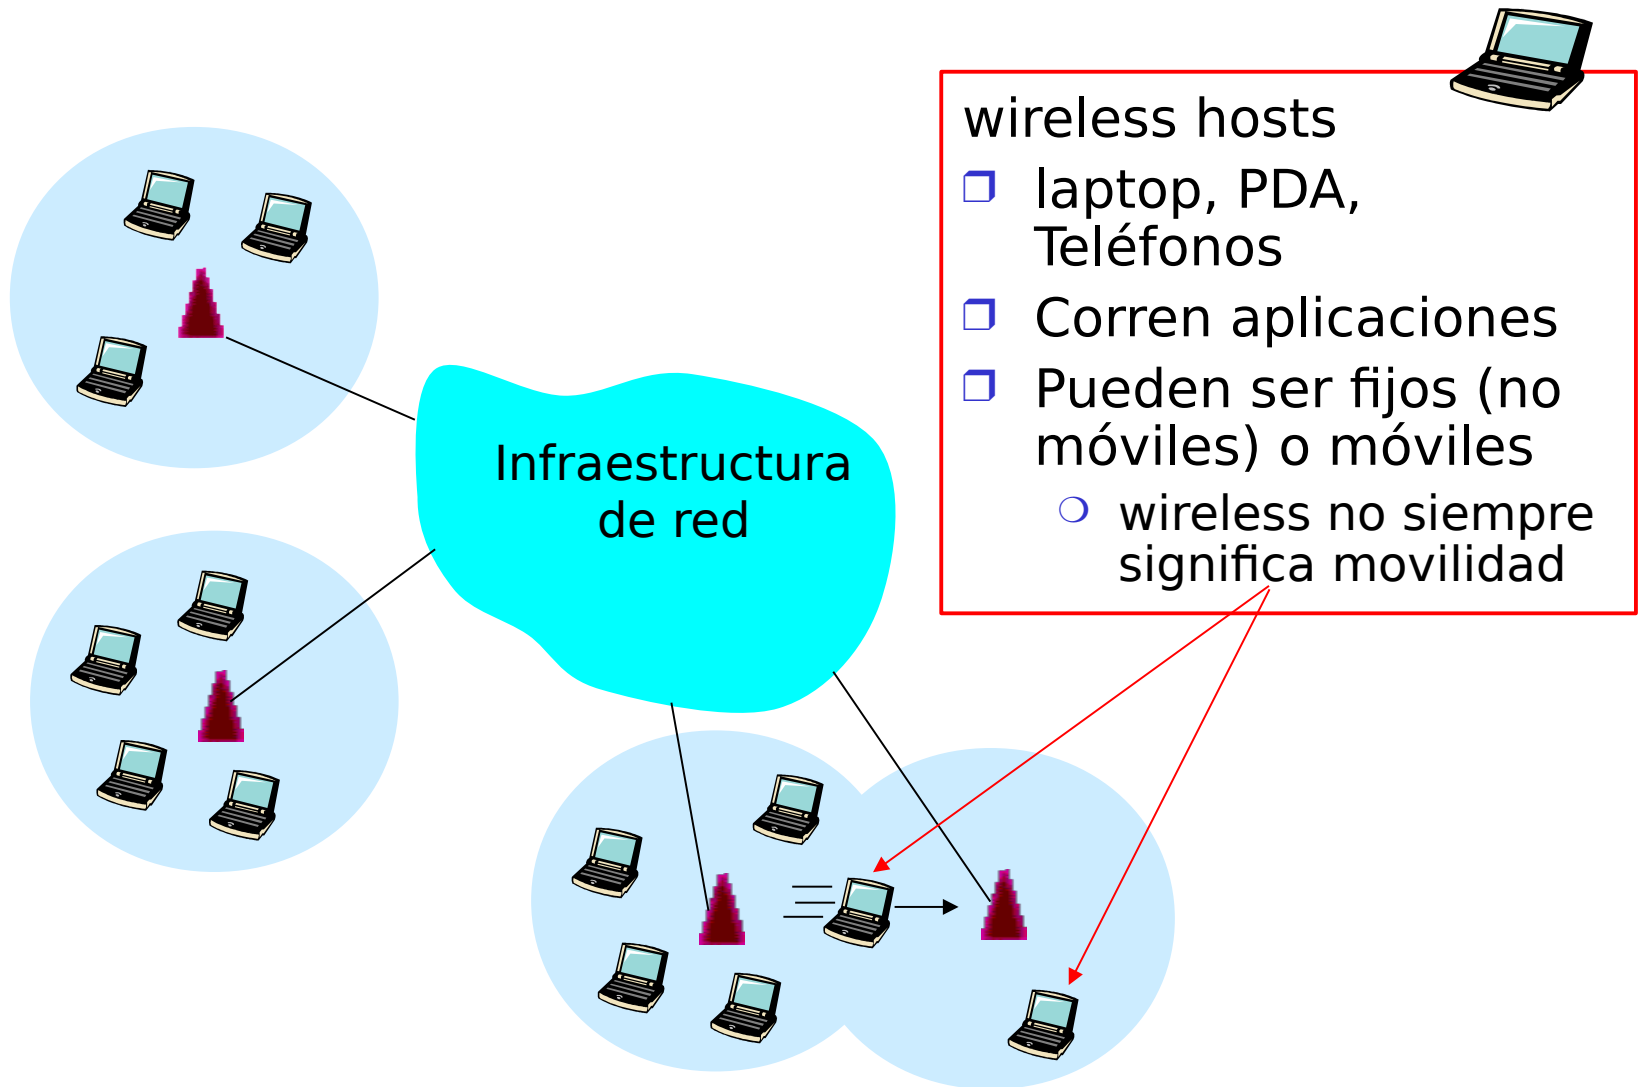 wireless hosts
❒ laptop, PDA,
Teléfonos
❒ Corren aplicaciones
❒ Pueden ser fijos (no
móviles) o móviles
❍ wireless no siempre
significa movilidad
Infraestructura
de red